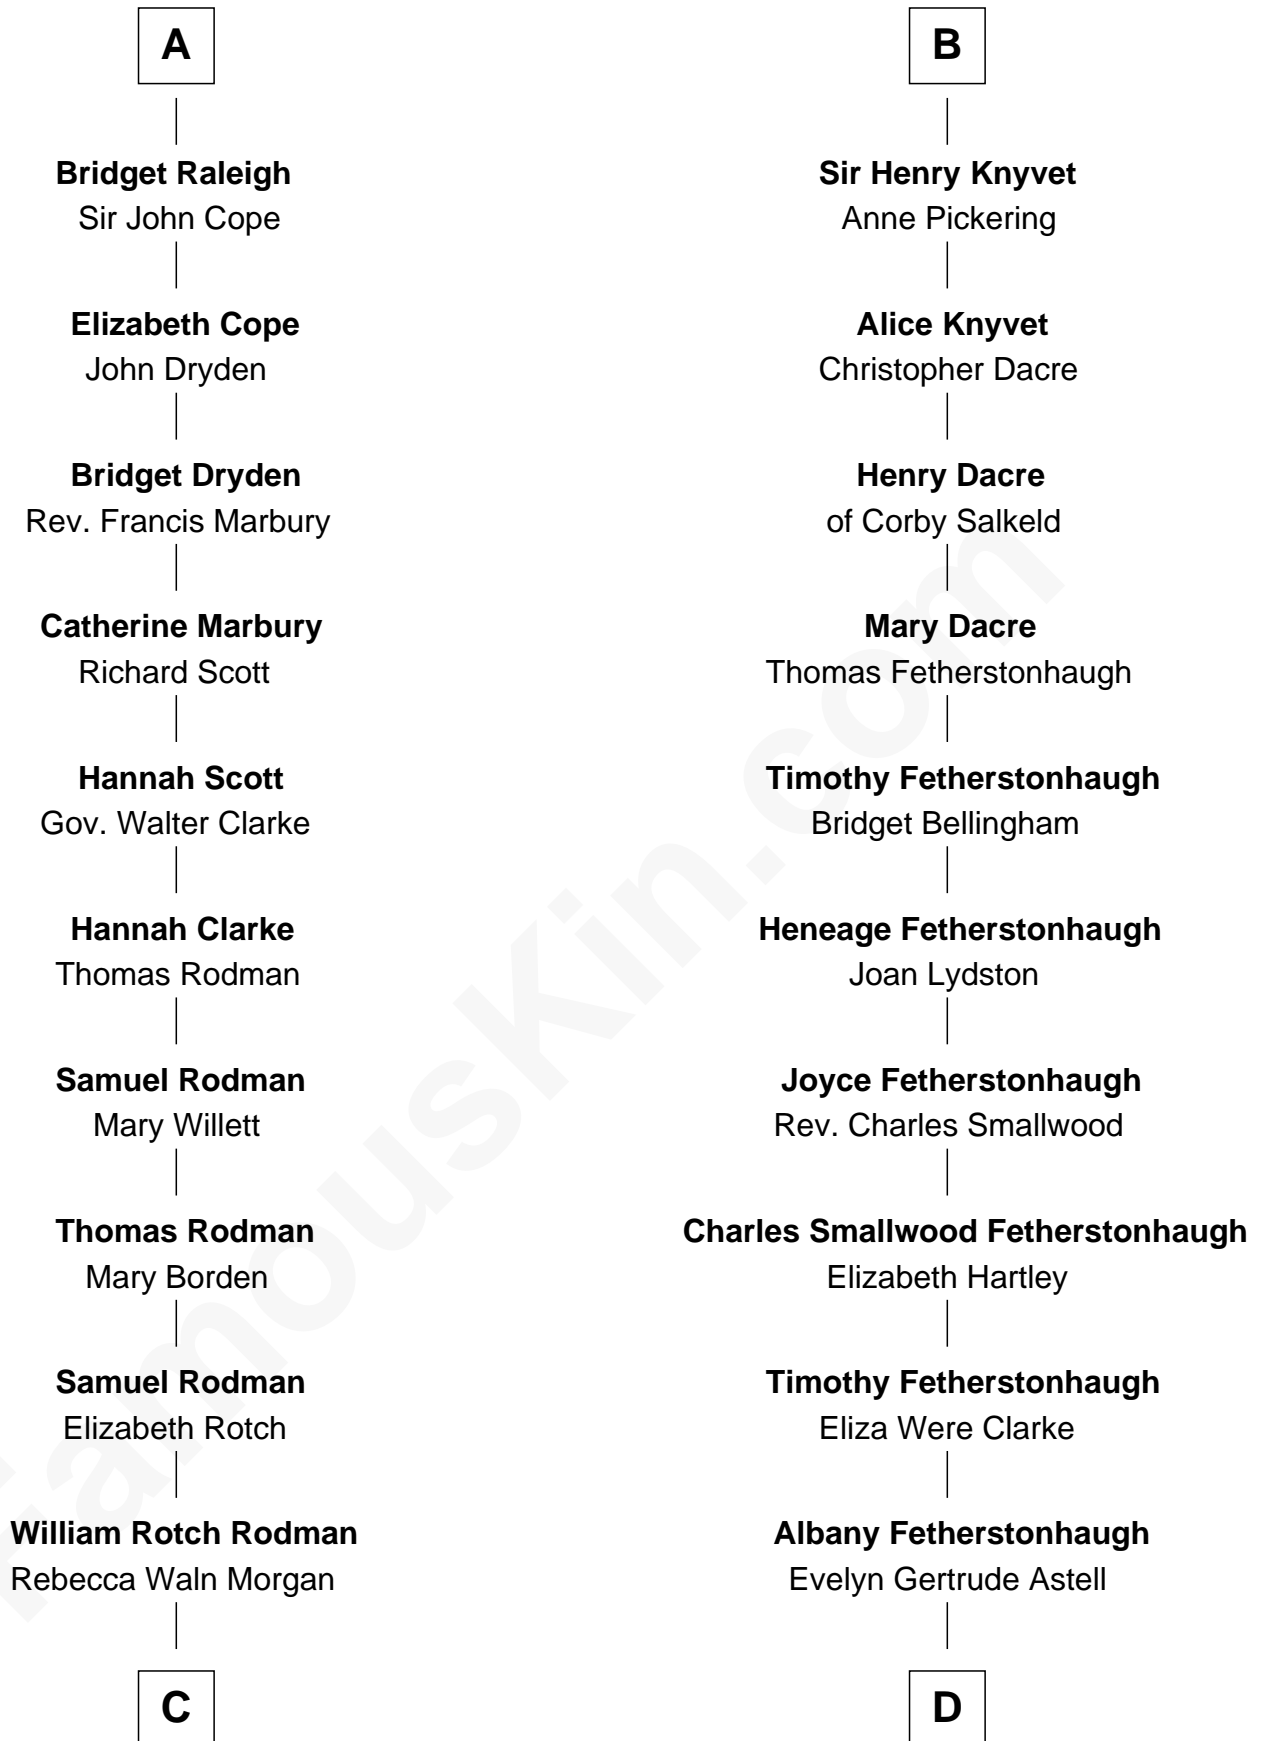 A
Bridget Raleigh
Sir John Cope
Elizabeth Cope
John Dryden
Bridget Dryden
Rev. Francis Marbury
Catherine Marbury
Richard Scott
Hannah Scott
Gov. Walter Clarke
Hannah Clarke
Thomas Rodman
Samuel Rodman
Mary Willett
Thomas Rodman
Mary Borden
Samuel Rodman
Elizabeth Rotch
William Rotch Rodman
Rebecca Waln Morgan
C
B
Sir Henry Knyvet
Anne Pickering
Alice Knyvet
Christopher Dacre
Henry Dacre
of Corby Salkeld
Mary Dacre
Thomas Fetherstonhaugh
Timothy Fetherstonhaugh
Bridget Bellingham
Heneage Fetherstonhaugh
Joan Lydston
Joyce Fetherstonhaugh
Rev. Charles Smallwood
Charles Smallwood Fetherstonhaugh
Elizabeth Hartley
Timothy Fetherstonhaugh
Eliza Were Clarke
Albany Fetherstonhaugh
Evelyn Gertrude Astell
D
FamousKin.com